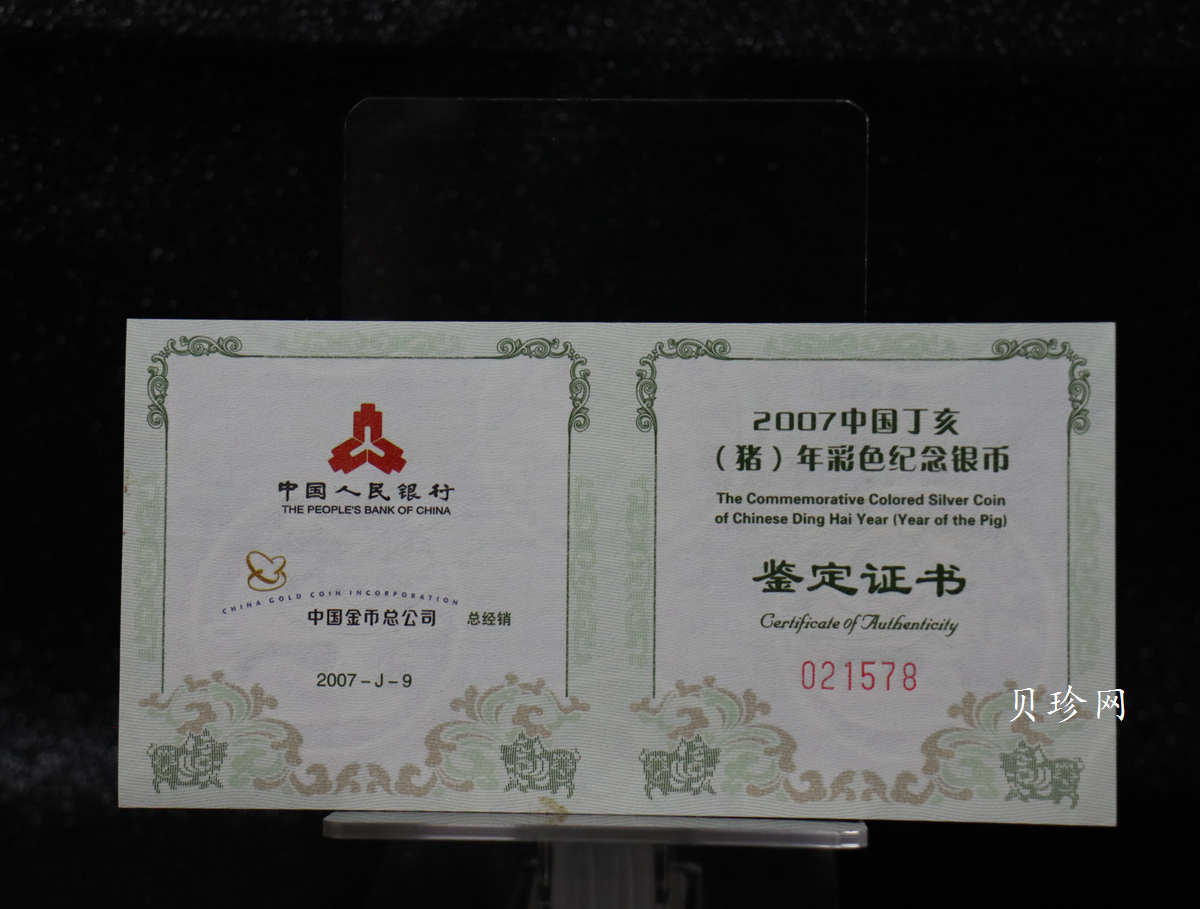 中国人民银行
THE PEOPLE'S BANK OF CHINA
CHINA GOLD COIN INCORPORATION
中国金币总公司 总经销
2007-J-9
2007中国丁亥
（猪）年彩色纪念银币
The Commemorative Colored Silver Coin
of Chinese Ding Hai Year (Year of the Pig)
鉴定证书
Certificate of Authenticity
021578
贝珍网